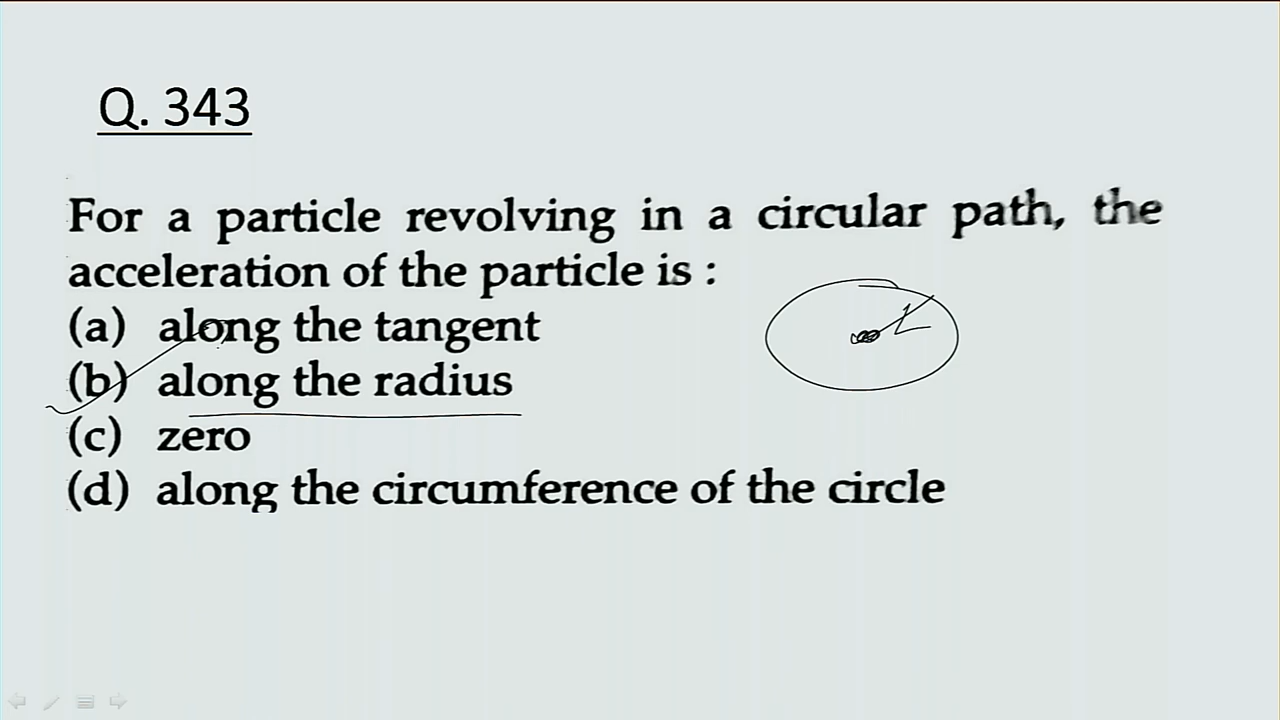 Q. 343
For a particle revolving in a circular path, the
acceleration of the particle is :
(a) along the tangent
(b) along the radius
(c) zero
(d) along the circumference of the circle